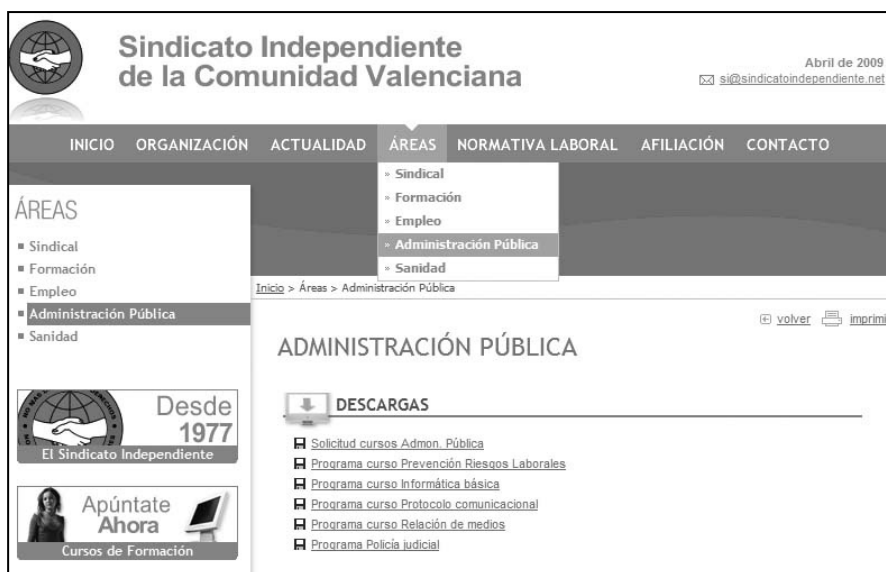 Sindicato Independiente
de la Comunidad Valenciana
Abril de 2009
si@sindicatoindependiente.net
INICIO ORGANIZACIÓN ACTUALIDAD ÁREAS NORMATIVA LABORAL AFILIACIÓN CONTACTO
» Sindical
» Formación
» Empleo
» Administración Pública
» Sanidad
ÁREAS
Sindical
Formación
Empleo
Administración Pública
Sanidad
Inicio > Áreas > Administración Pública
volver imprimi
ADMINISTRACIÓN PÚBLICA
DESCARGAS
Solicitud cursos Admon. Pública
Programa curso Prevención Riesgos Laborales
Programa curso Informática básica
Programa curso Protocolo comunicacional
Programa curso Relación de medios
Programa Policía judicial
Desde
1977
El Sindicato Independiente
Apúntate
Ahora
Cursos de Formación